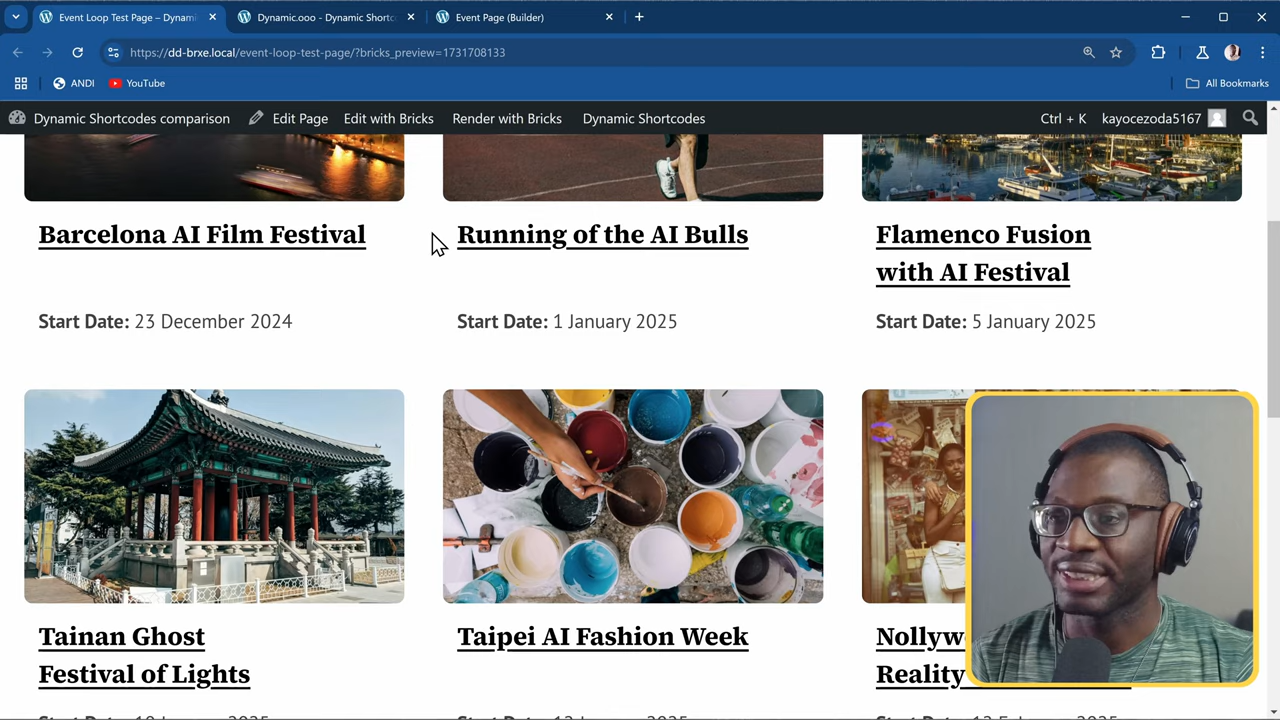 Event Loop Test Page – Dynami
Dynamic.ooo - Dynamic Shortc
Event Page (Builder)
https://dd-brxe.local/event-loop-test-page/?bricks_preview=1731708133
ANDI
YouTube
All Bookmarks
Dynamic Shortcodes comparison
Edit Page
Edit with Bricks
Render with Bricks
Dynamic Shortcodes
Ctrl + K
kayocezoda5167
Barcelona AI Film Festival
Running of the AI Bulls
Flamenco Fusion
with AI Festival
Start Date: 23 December 2024
Start Date: 1 January 2025
Start Date: 5 January 2025
Tainan Ghost
Festival of Lights
Taipei AI Fashion Week
Nollyw
Reality